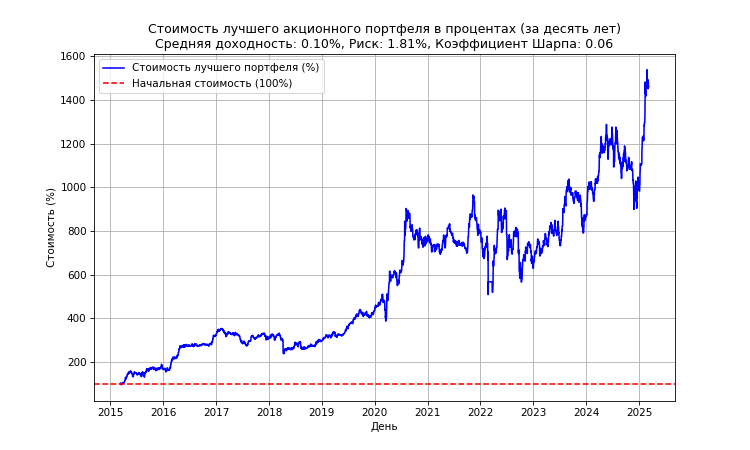 Стоимость лучшего акционного портфеля в процентах (за десять лет)
Средняя доходность: 0.10%, Риск: 1.81%, Коэффициент Шарпа: 0.06
Стоимость лучшего портфеля (%)
Начальная стоимость (100%)
Стоимость (%)
1600
1400
1200
1000
800
600
400
200
2015 2016 2017 2018 2019 2020 2021 2022 2023 2024 2025
День